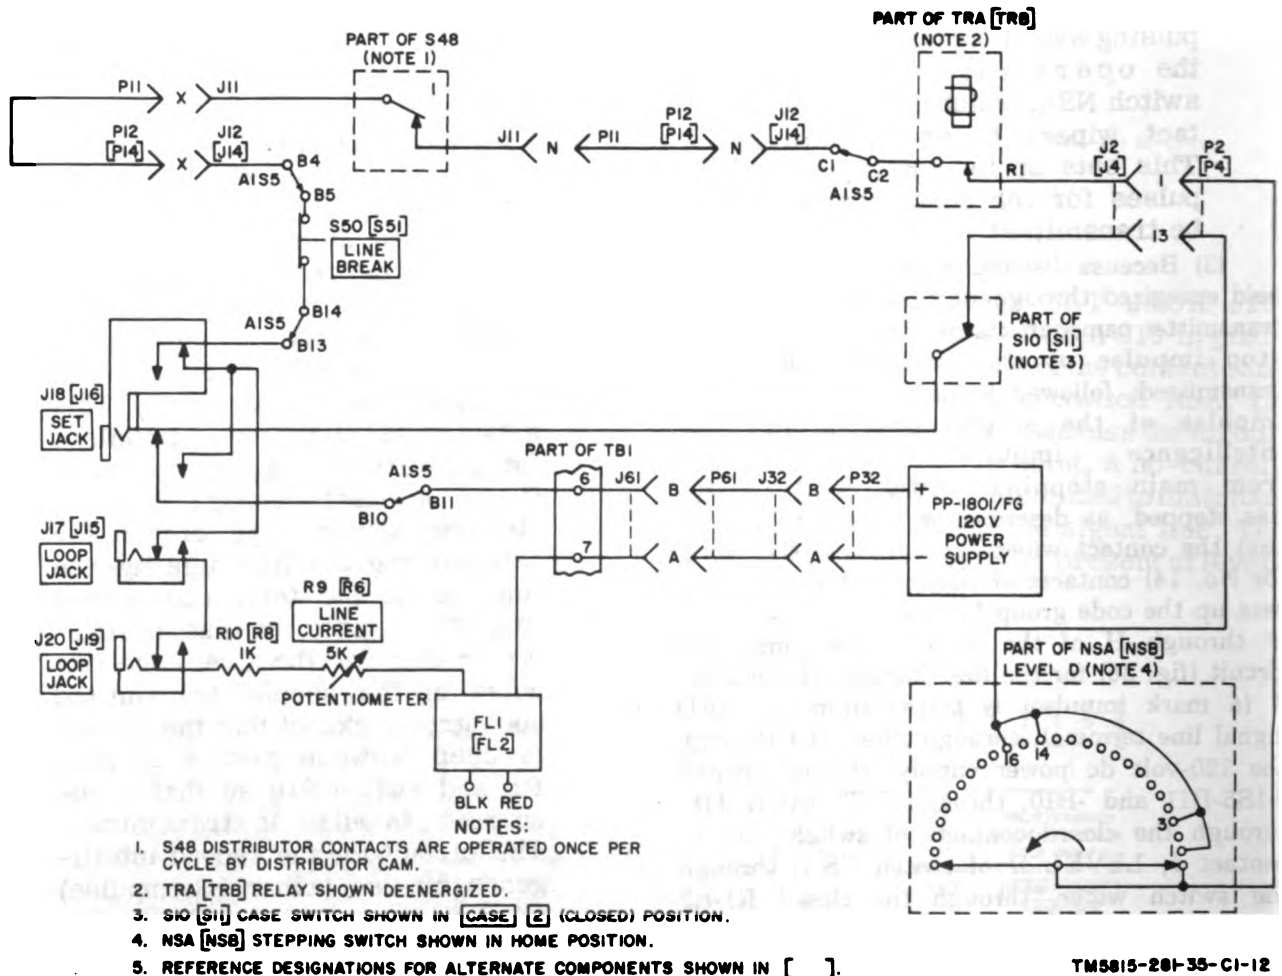 PART OF TRA [TRB]
(NOTE 2)
PART OF S48
(NOTE 1)
P11 X J11
P12
[P14] X J12
[J14] B4
A1S5
B5
J11 N P11
P12
[P14] N J12
[J14]
C1 C2
A1S5
R1
J2
[J4] 1 P2
[P4]
13
S50 [S51]
LINE
BREAK
B14
A1S5
B13
PART OF
S10 [S11]
(NOTE 3)
J18 [J16]
SET
JACK
PART OF TB1
A1S5
B10 B11
6 J61 B P61 J32 B P32
7 A A
+
PP-1801/FG
120 V
POWER
SUPPLY
-
J17 [J15]
LOOP
JACK
R9 [R6]
LINE
CURRENT
J20 [J19]
LOOP
JACK
R10 [R8]
1K
5K
POTENTIOMETER
FL1
[FL2]
BLK RED
PART OF NSA [NSB]
LEVEL D (NOTE 4)
16 14
3
1
NOTES:
1. S48 DISTRIBUTOR CONTACTS ARE OPERATED ONCE PER
CYCLE BY DISTRIBUTOR CAM.
2. TRA [TRB] RELAY SHOWN DEENERGIZED.
3. S10 [S11] CASE SWITCH SHOWN IN CASE 2 (CLOSED) POSITION.
4. NSA [NSB] STEPPING SWITCH SHOWN IN HOME POSITION.
5. REFERENCE DESIGNATIONS FOR ALTERNATE COMPONENTS SHOWN IN [ ].
TM5815-281-35-C1-12